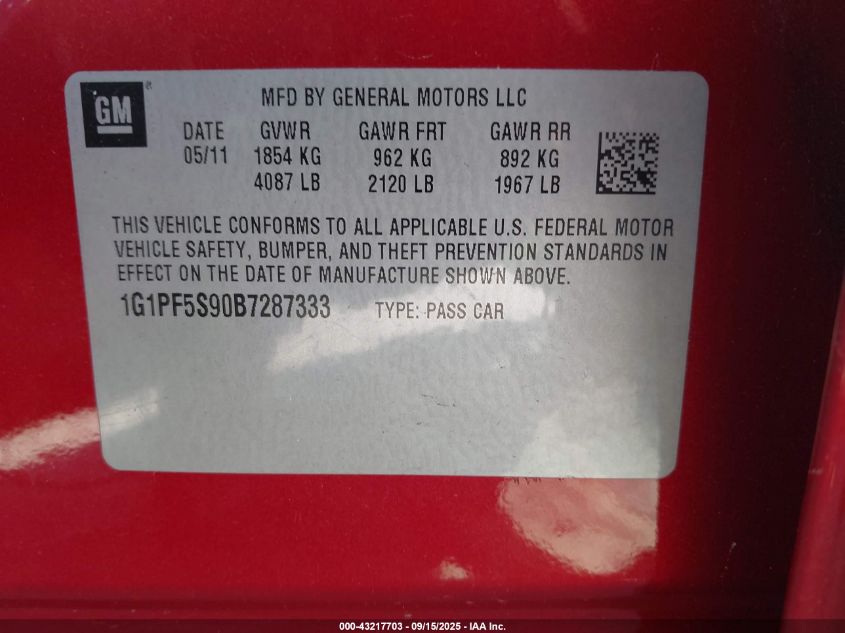 GM ®
MFD BY GENERAL MOTORS LLC
DATE GVWR GAWR FRT GAWR RR
05/11 1854 KG 962 KG 892 KG
4087 LB 2120 LB 1967 LB
THIS VEHICLE CONFORMS TO ALL APPLICABLE U.S. FEDERAL MOTOR
VEHICLE SAFETY, BUMPER, AND THEFT PREVENTION STANDARDS IN
EFFECT ON THE DATE OF MANUFACTURE SHOWN ABOVE.
1G1PF5S90B7287333 TYPE: PASS CAR
000-43217703 - 09/15/2025 - IAA Inc.